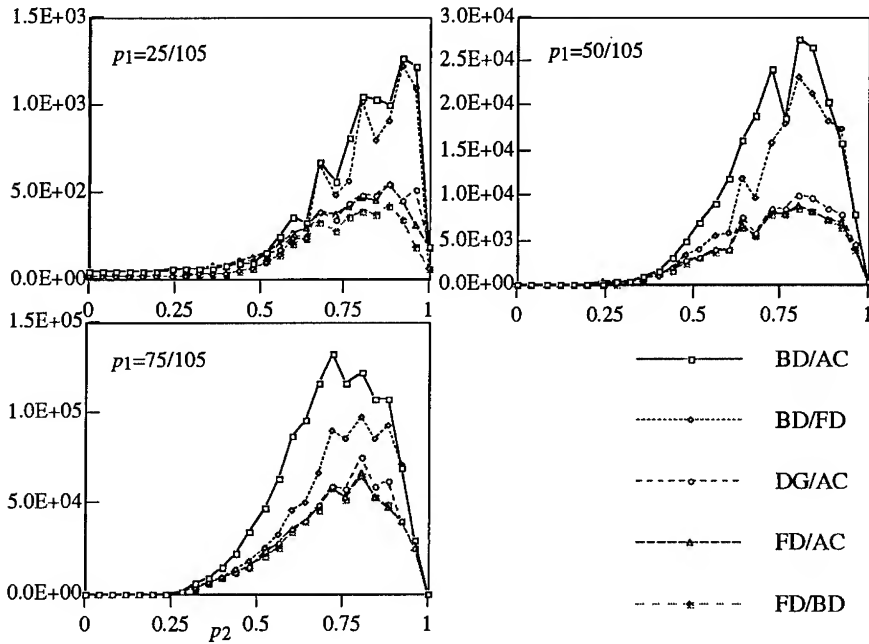 1.5E+03
p1=25/105
1.0E+03
5.0E+02
0.0E+00
0 0.25 0.5 0.75 1
3.0E+04
p1=50/105
2.5E+04
2.0E+04
1.5E+04
1.0E+04
5.0E+03
0.0E+00
0 0.25 0.5 0.75 1
1.5E+05
p1=75/105
1.0E+05
5.0E+04
0.0E+00
0 0.25 0.5 0.75 1
p2
BD/AC
BD/FD
DG/AC
FD/AC
FD/BD